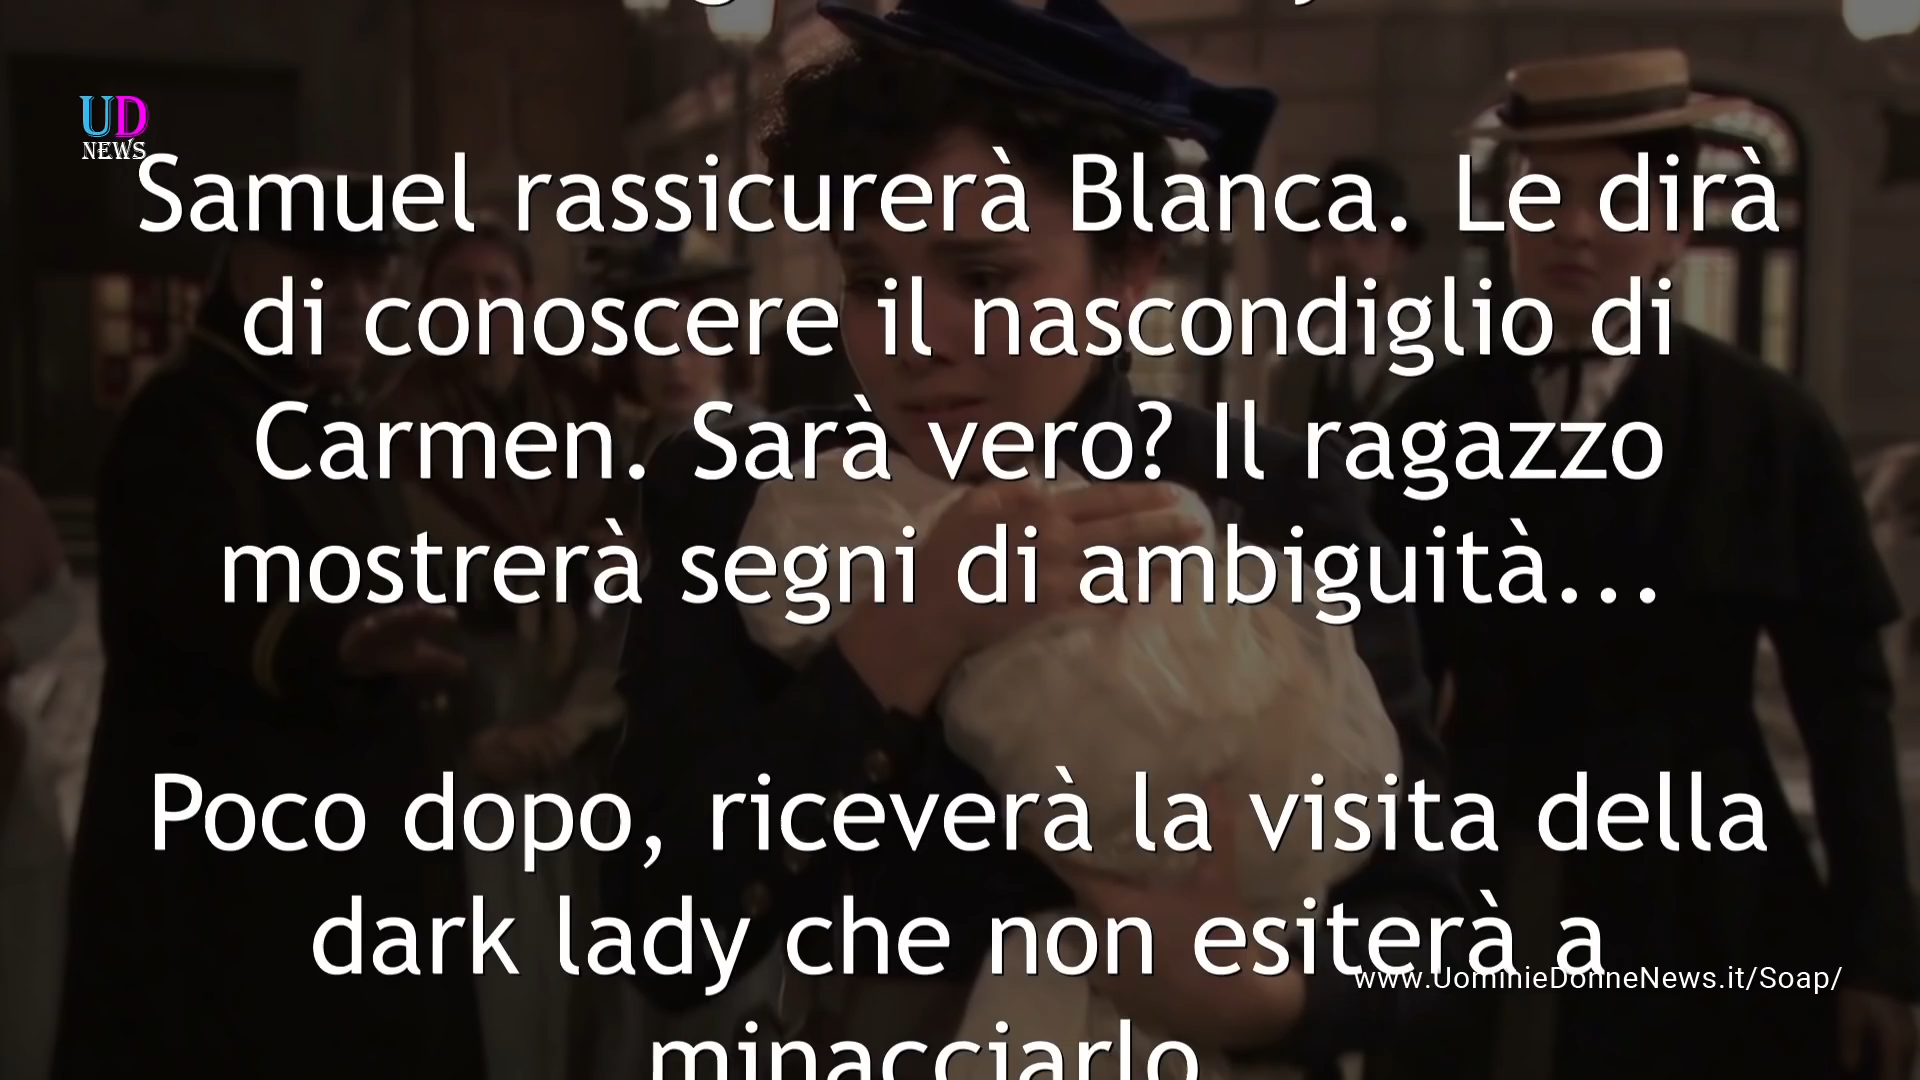 UD
NEWS
Samuel rassicurerà Blanca. Le dirà
di conoscere il nascondiglio di
Carmen. Sarà vero? Il ragazzo
mostrerà segni di ambiguità...
Poco dopo, riceverà la visita della
dark lady che non esiterà a
www.UominieDonneNews.it/Soap/
minacciarlo